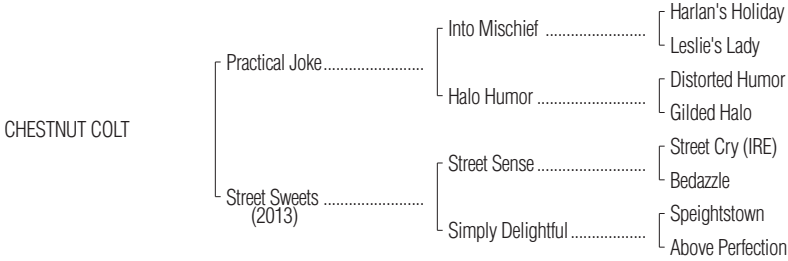 Harlan's Holiday
Into Mischief ........................
Leslie's Lady
Practical Joke........................
Distorted Humor
Halo Humor ..........................
Gilded Halo
CHESTNUT COLT
Street Cry (IRE)
Street Sense ..........................
Bedazzle
Street Sweets ........................
(2013)
Speightstown
Simply Delightful ..................
Above Perfection